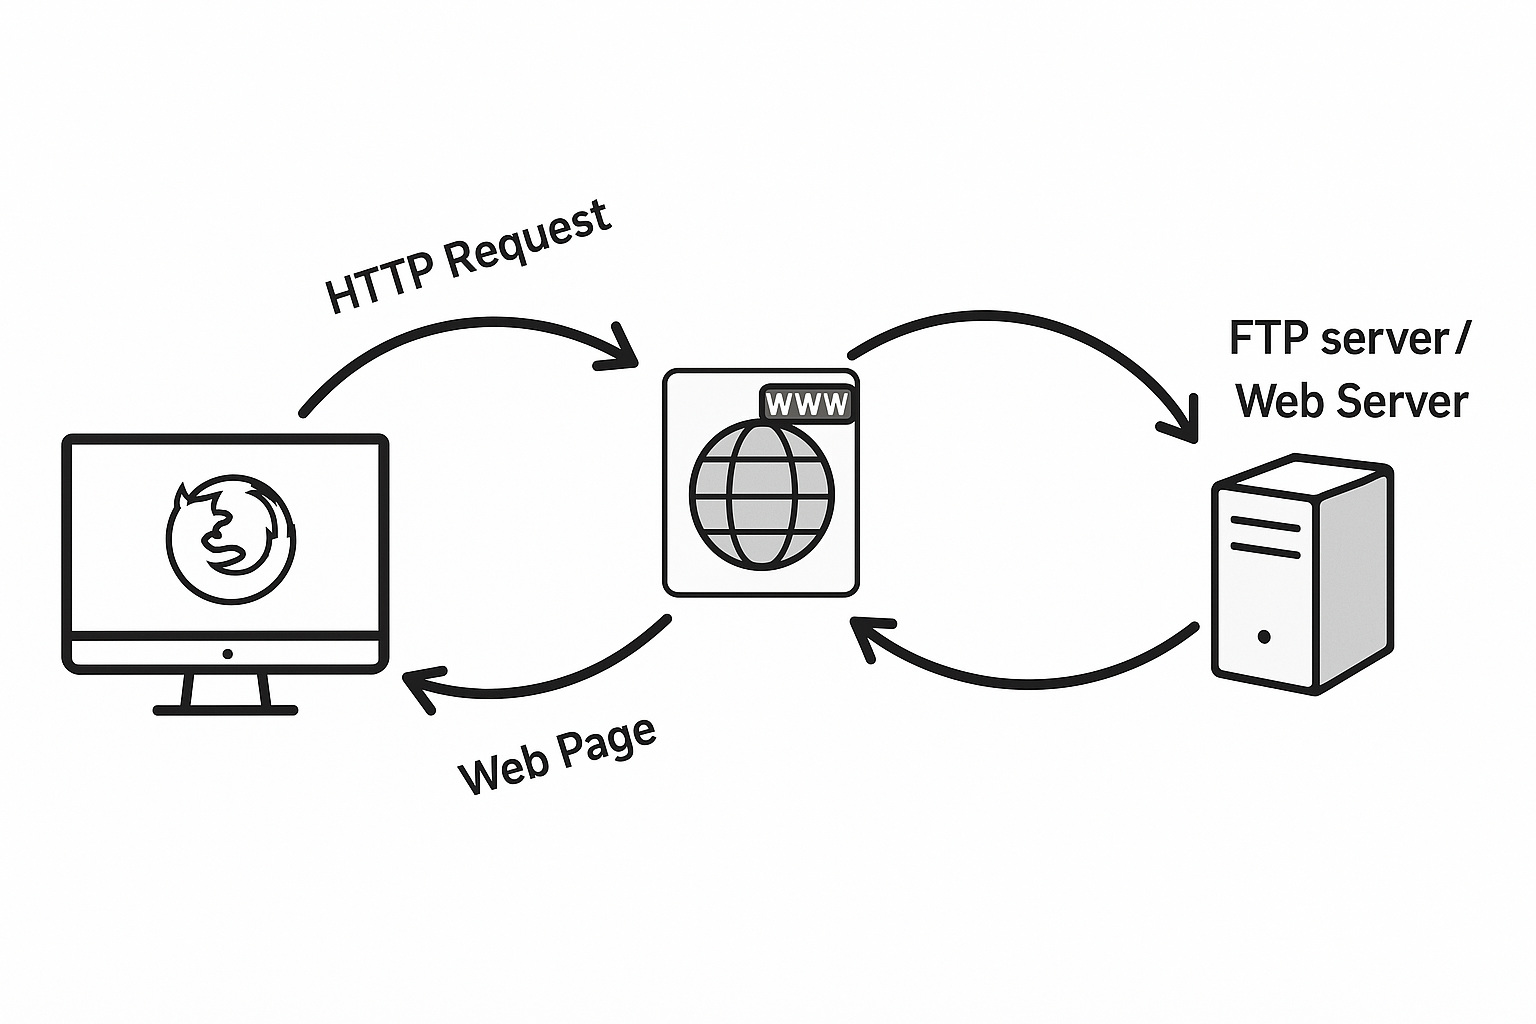 HTTP Request
WWW
FTP server/
Web Server
Web Page